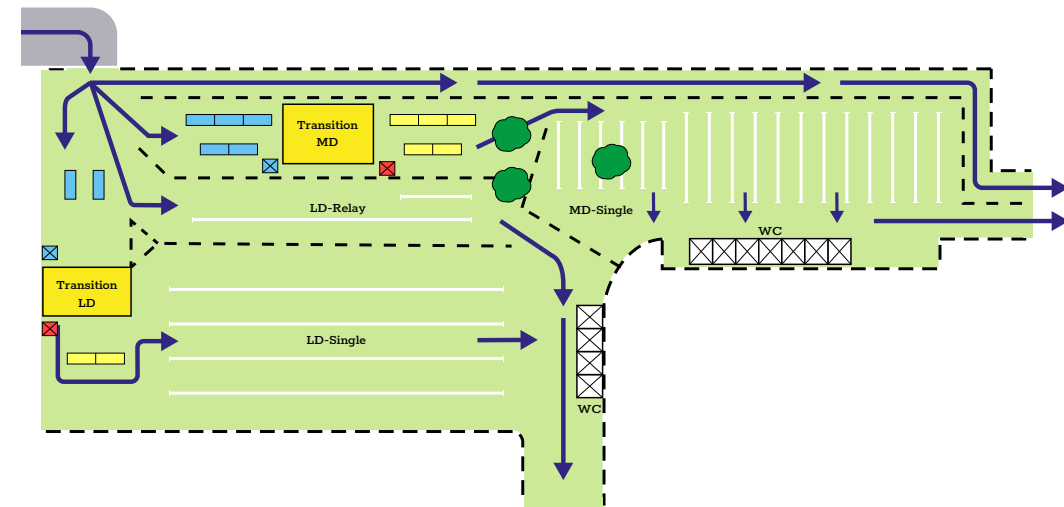 Transition
MD
LD-Relay
MD-Single
WC
Transition
LD
LD-Single
WC